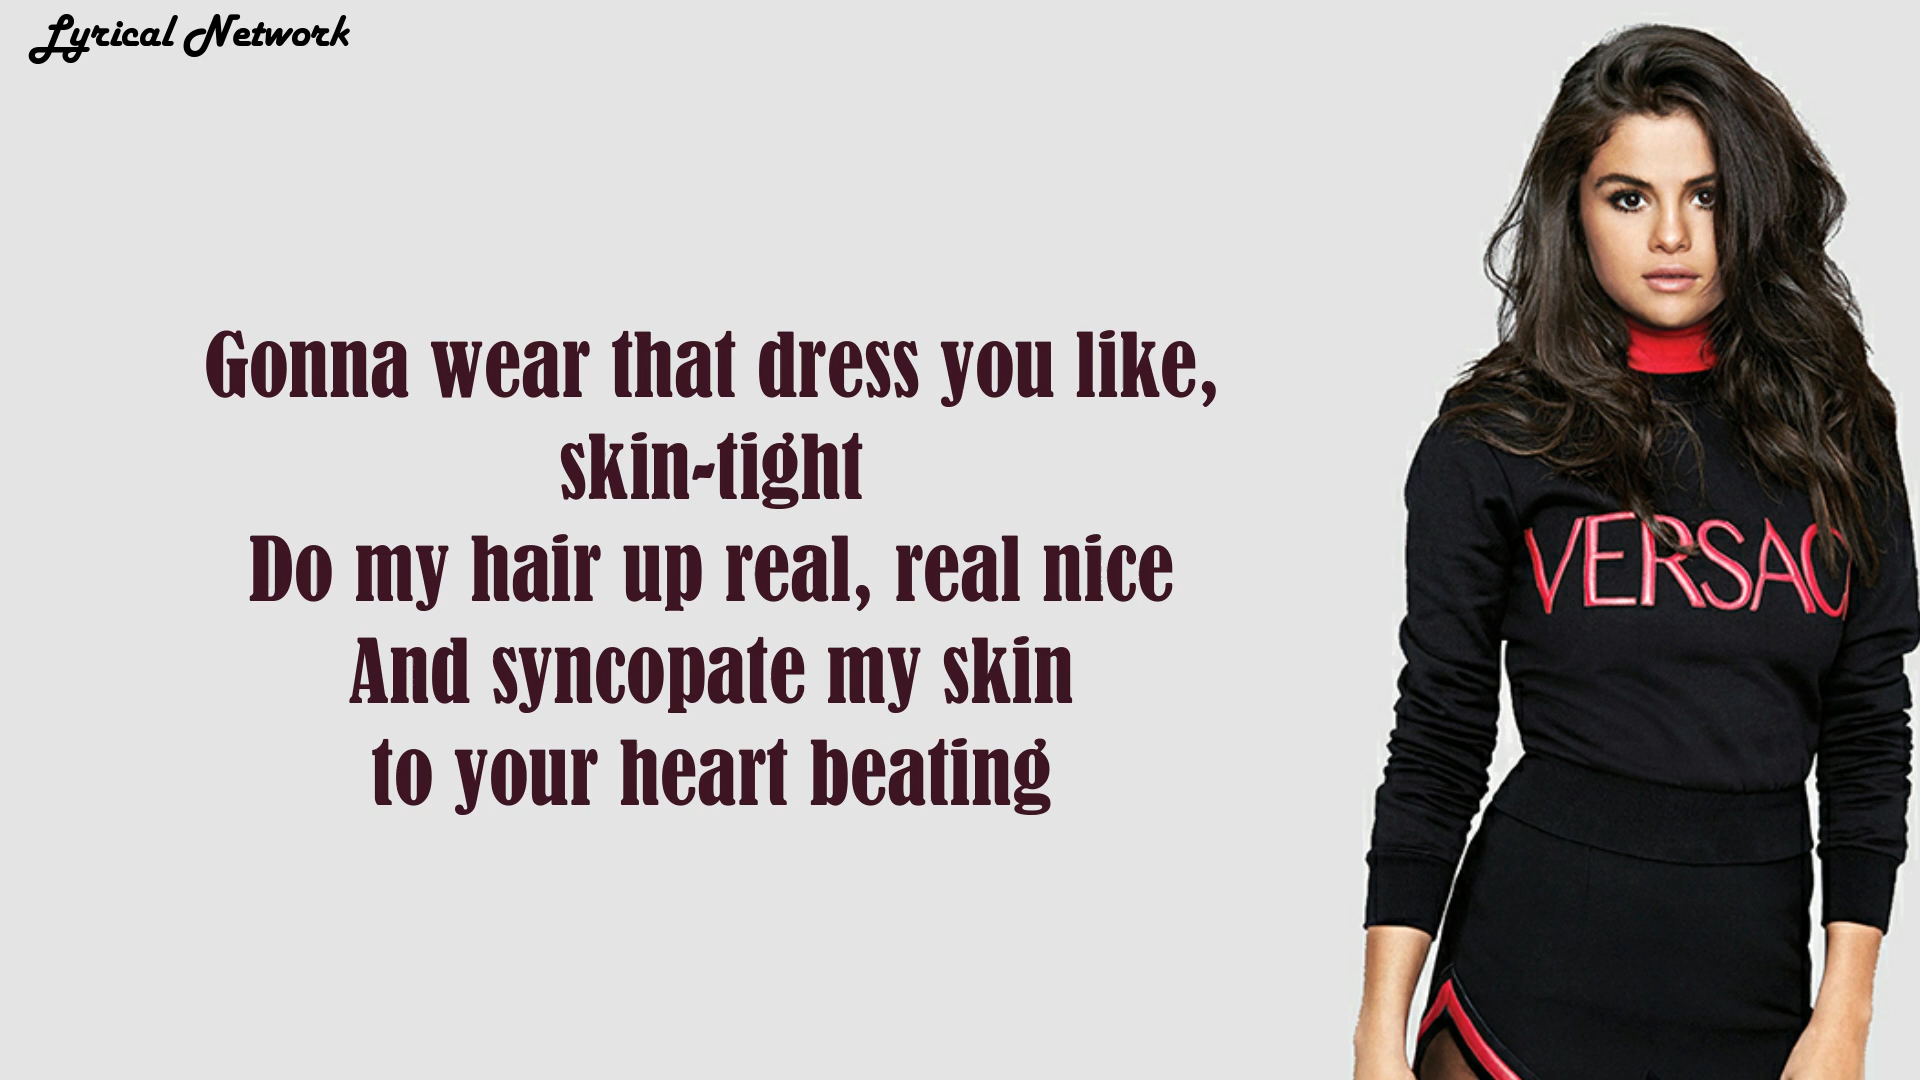 Lyrical Network
Gonna wear that dress you like,
skin-tight
Do my hair up real, real nice
And syncopate my skin
to your heart beating
VERSAC